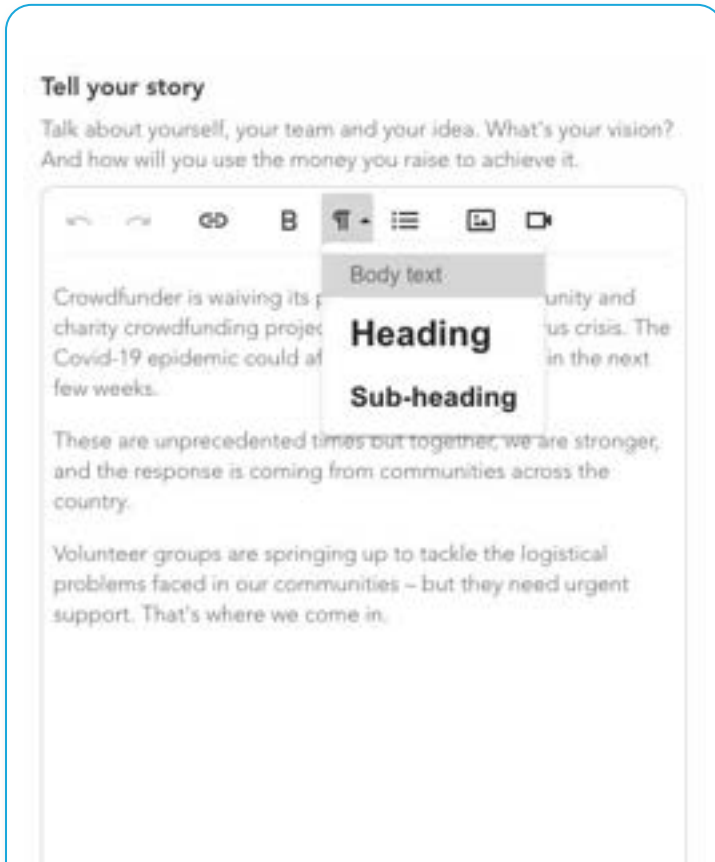 Tell your story
Talk about yourself, your team and your idea. What's your vision?
And how will you use the money you raise to achieve it.
B
Body text
Heading
Sub-heading
Crowdfunder is waiving its unity and
charity crowdfunding us crisis. The
Covid-19 epidemic could in the next
few weeks.
These are unprecedented times but together, we are stronger,
and the response is coming from communities across the
country.
Volunteer groups are springing up to tackle the logistical
problems faced in our communities – but they need urgent
support. That's where we come in.